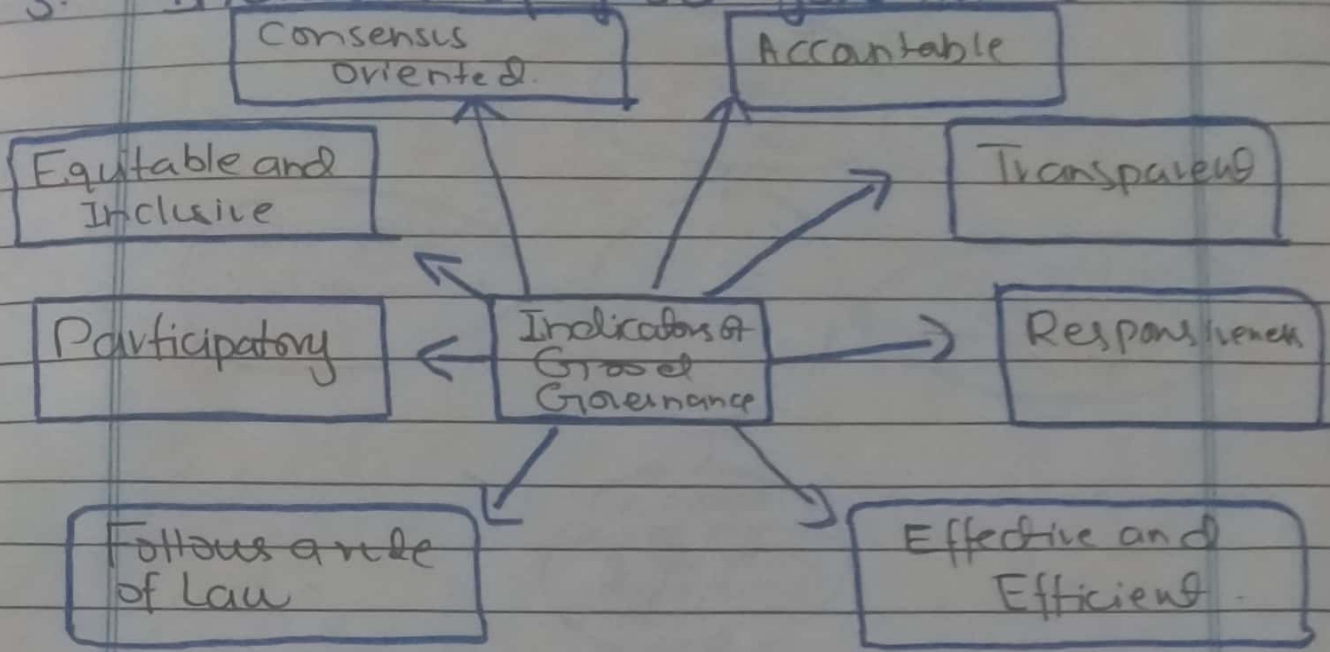 Consensus
oriented.
Accantable
Equitable and
Inclusive
Transparent
Participatory
Indicators of
Good
Governance
Responsiveness
Follows a rule
of Law
Effective and
Efficient.